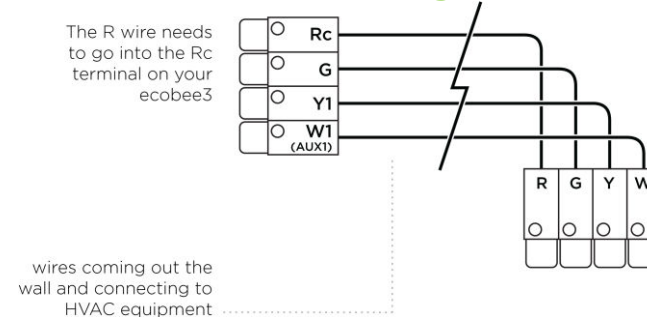 The R wire needs
to go into the Rc
terminal on your
ecobee3
Rc
G
Y1
W1
(AUX1)
R G Y W
wires coming out the
wall and connecting to
HVAC equipment